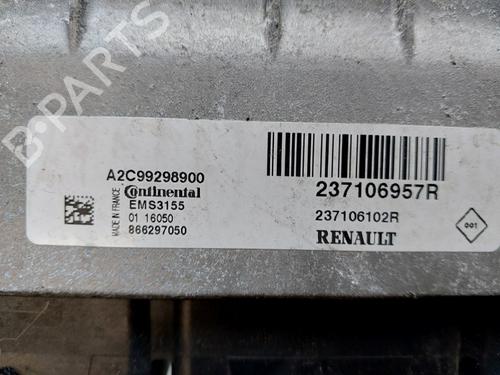 A2C99298900
Continental
EMS3155
01 16050
866297050
MADE IN FRANCE
237106957R
237106102R
RENAULT
001
B-PARTS